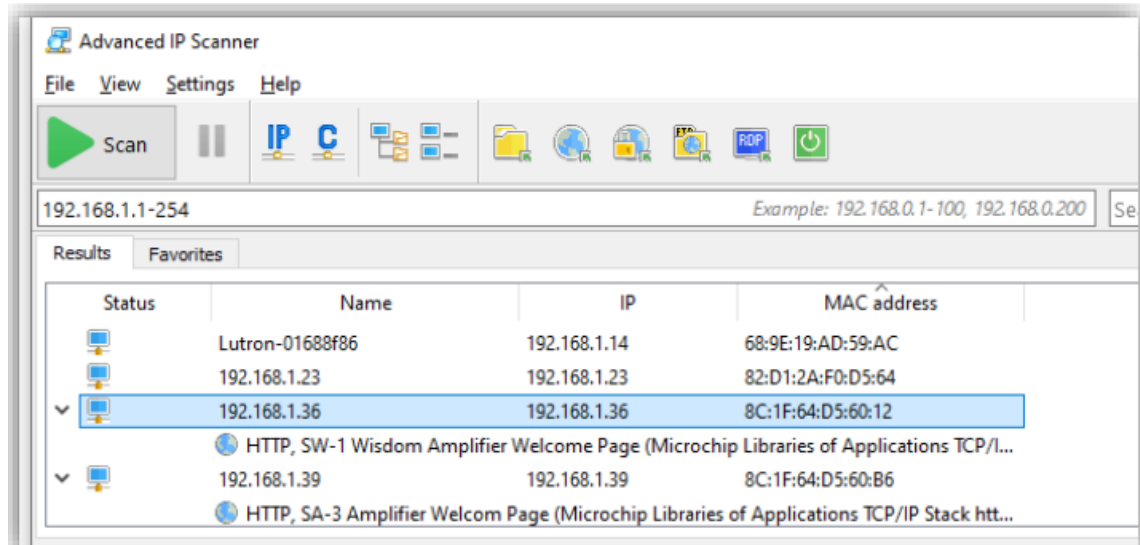 Advanced IP Scanner
File View Settings Help
Scan IP C FTP RDP
192.168.1.1-254 Example: 192.168.0.1-100, 192.168.0.200 Se
Results Favorites
Status Name IP MAC address
Lutron-01688f86 192.168.1.14 68:9E:19:AD:59:AC
192.168.1.23 192.168.1.23 82:D1:2A:F0:D5:64
192.168.1.36 192.168.1.36 8C:1F:64:D5:60:12
HTTP, SW-1 Wisdom Amplifier Welcome Page (Microchip Libraries of Applications TCP/I...
192.168.1.39 192.168.1.39 8C:1F:64:D5:60:B6
HTTP, SA-3 Amplifier Welcom Page (Microchip Libraries of Applications TCP/IP Stack htt...